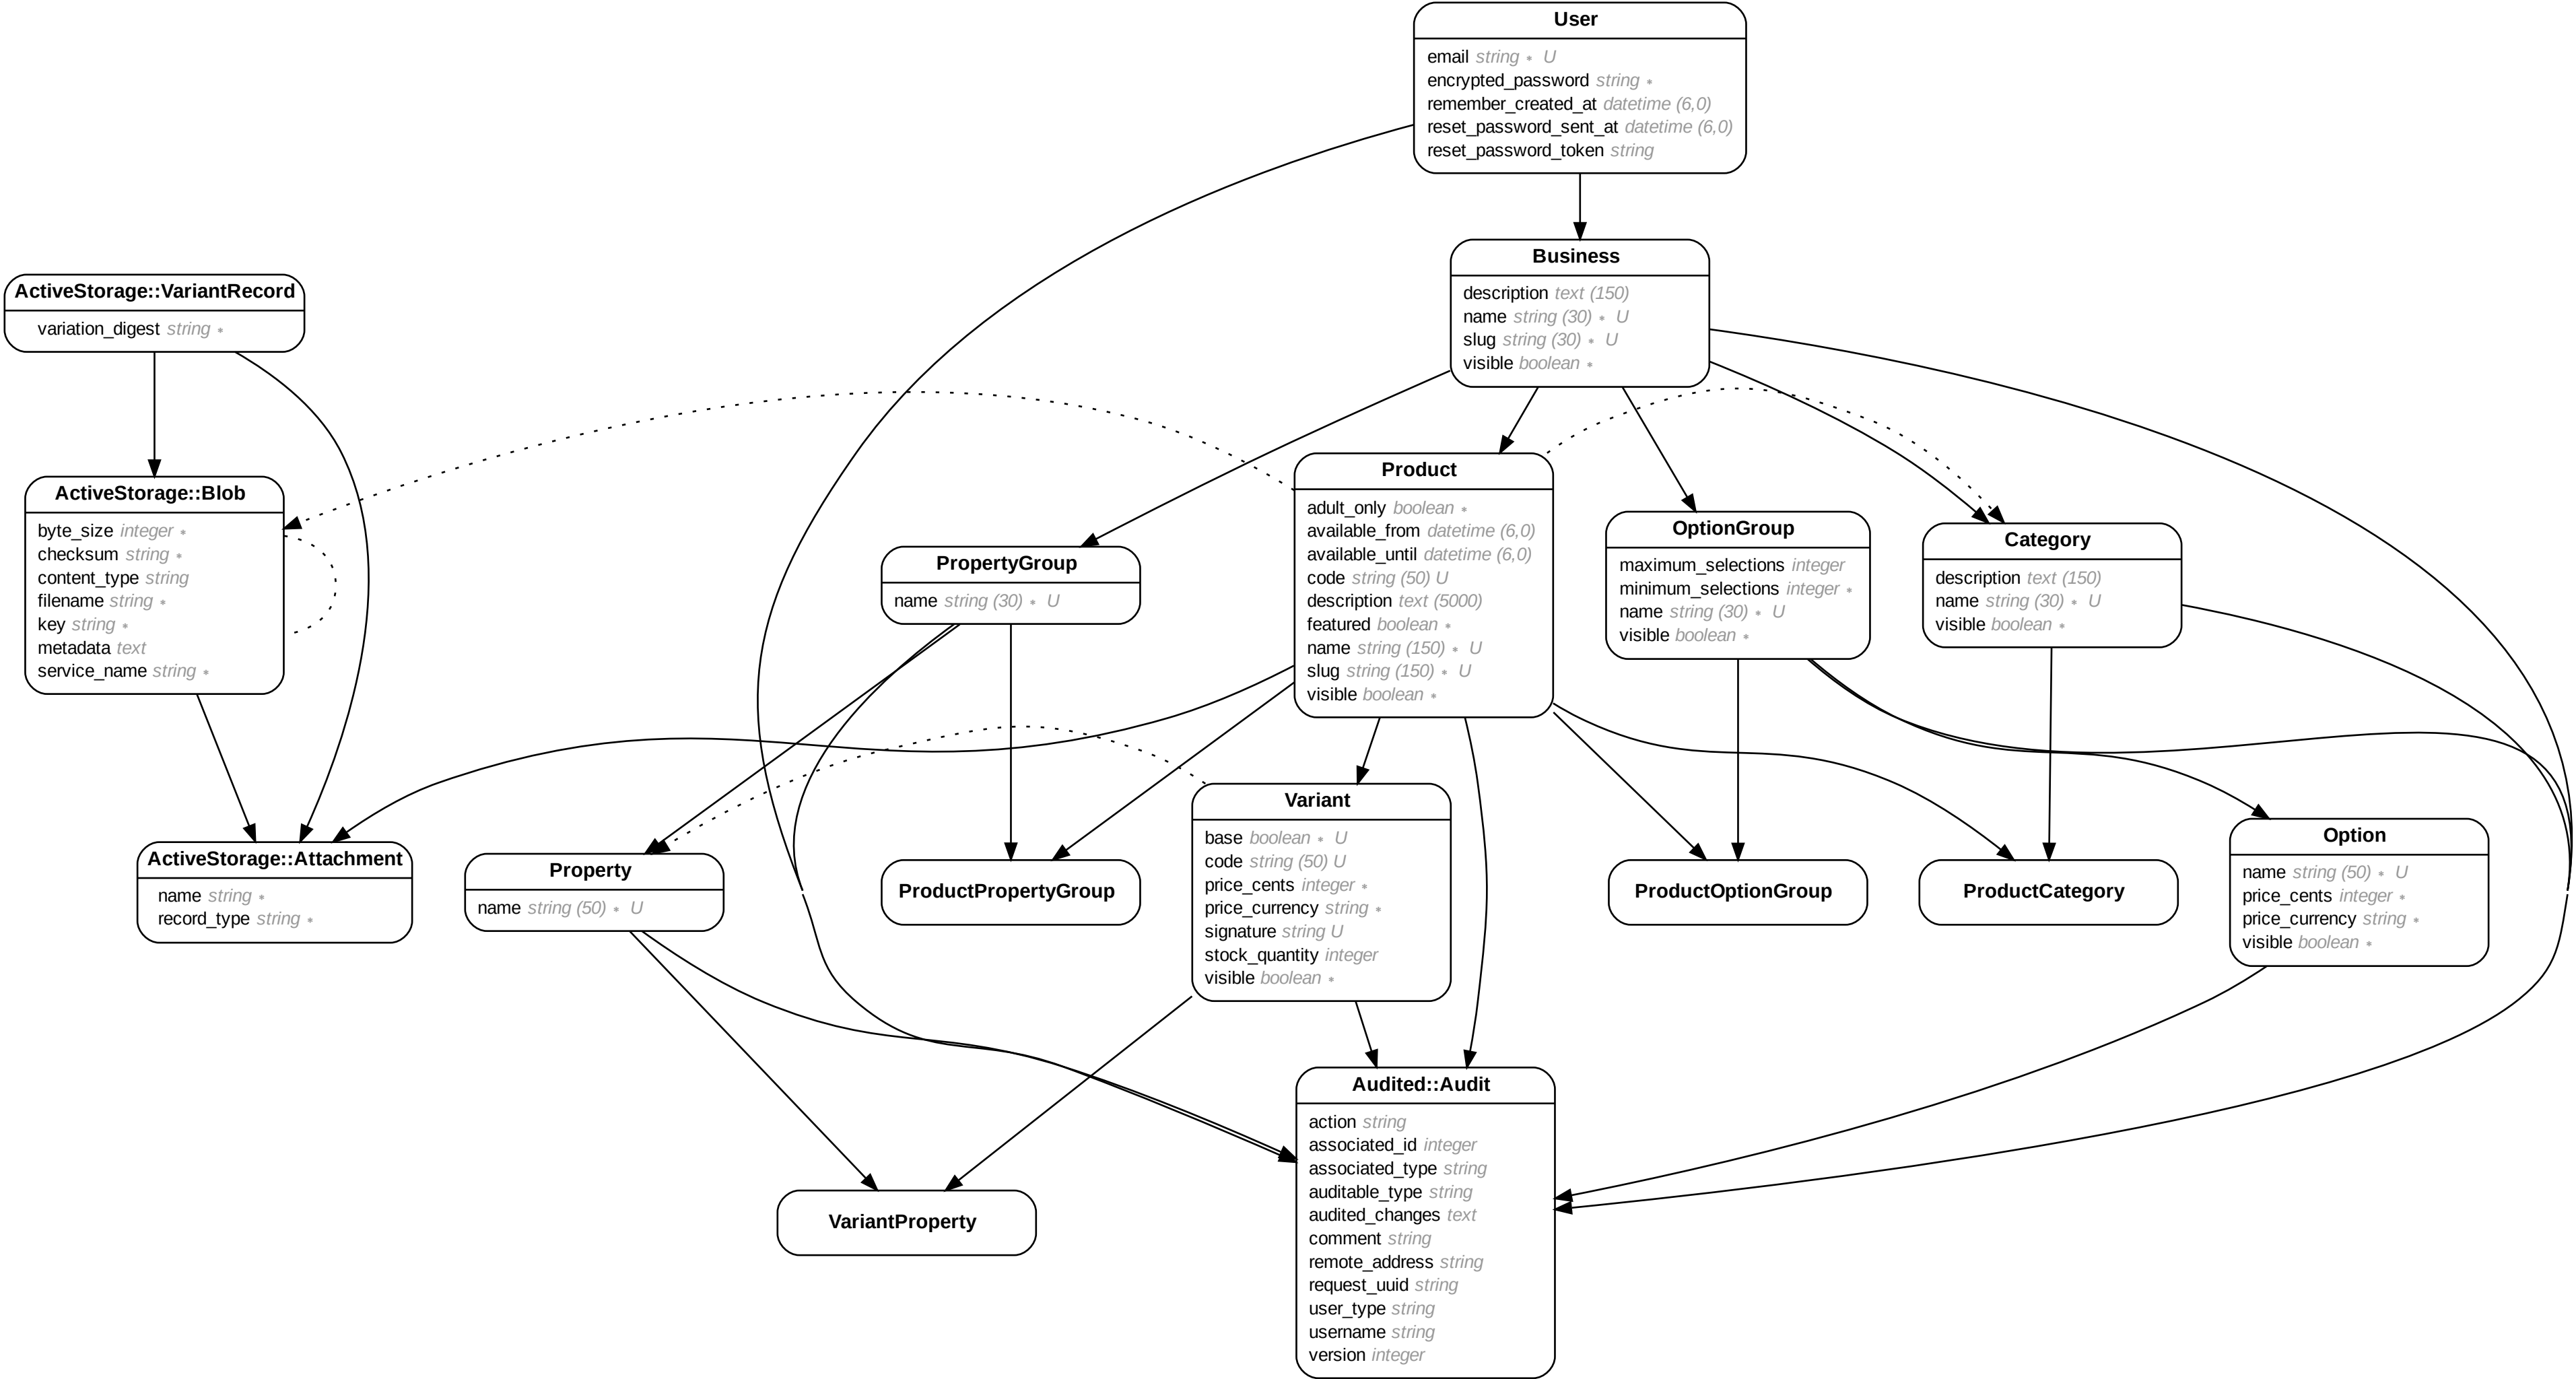 User
email string * U
encrypted_password string *
remember_created_at datetime (6,0)
reset_password_sent_at datetime (6,0)
reset_password_token string
Business
description text (150)
name string (30) * U
slug string (30) * U
visible boolean *
ActiveStorage::VariantRecord
variation_digest string *
ActiveStorage::Blob
byte_size integer *
checksum string *
content_type string
filename string *
key string *
metadata text
service_name string *
PropertyGroup
name string (30) * U
Product
adult_only boolean *
available_from datetime (6,0)
available_until datetime (6,0)
code string (50) U
description text (5000)
featured boolean *
name string (150) * U
slug string (150) * U
visible boolean *
OptionGroup
maximum_selections integer
minimum_selections integer *
name string (30) * U
visible boolean *
Category
description text (150)
name string (30) * U
visible boolean *
ActiveStorage::Attachment
name string *
record_type string *
Property
name string (50) * U
ProductPropertyGroup
Variant
base boolean * U
code string (50) U
price_cents integer *
price_currency string *
signature string U
stock_quantity integer
visible boolean *
ProductOptionGroup
ProductCategory
Option
name string (50) * U
price_cents integer *
price_currency string *
visible boolean *
VariantProperty
Audited::Audit
action string
associated_id integer
associated_type string
auditable_type string
audited_changes text
comment string
remote_address string
request_uuid string
user_type string
username string
version integer